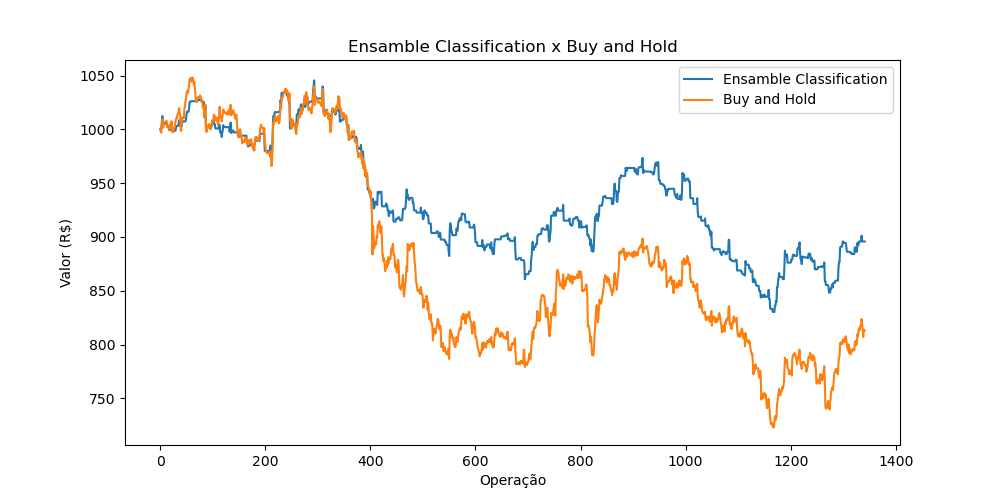 Ensamble Classification x Buy and Hold
Ensamble Classification
Buy and Hold
Valor (R$)
1050
1000
950
900
850
800
750
0 200 400 600 800 1000 1200 1400
Operação